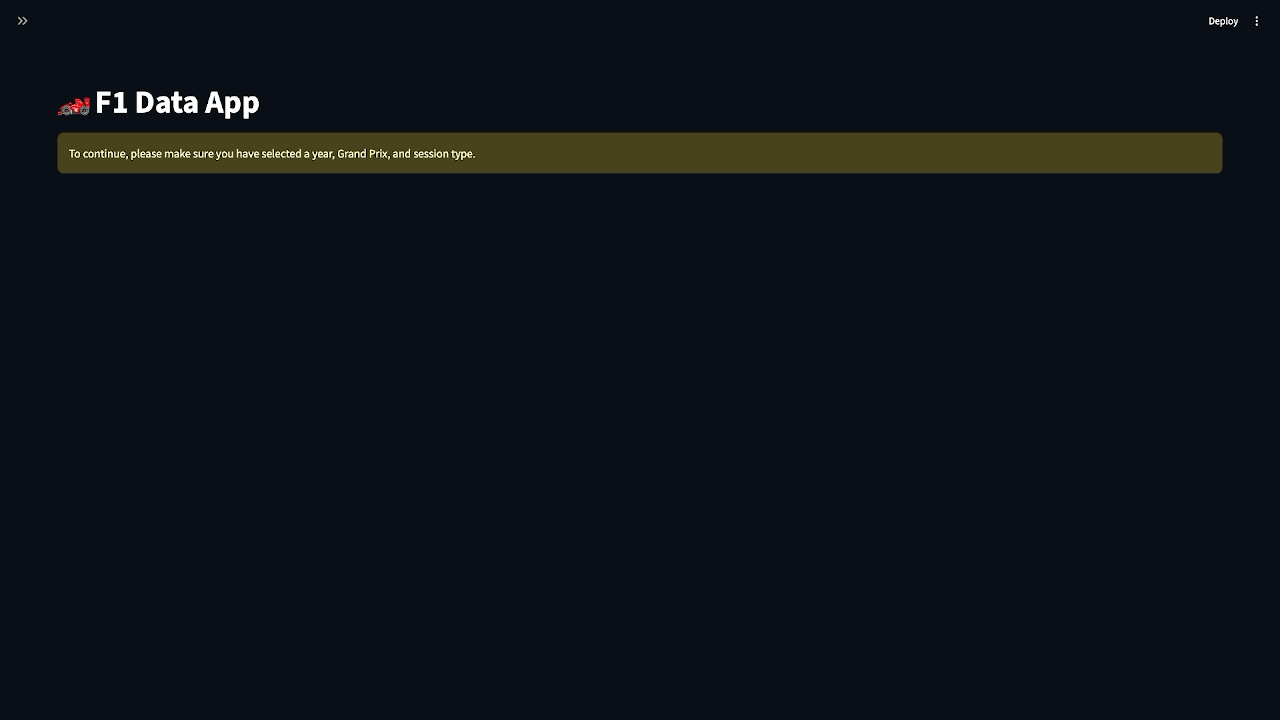 Deploy
F1 Data App
To continue, please make sure you have selected a year, Grand Prix, and session type.